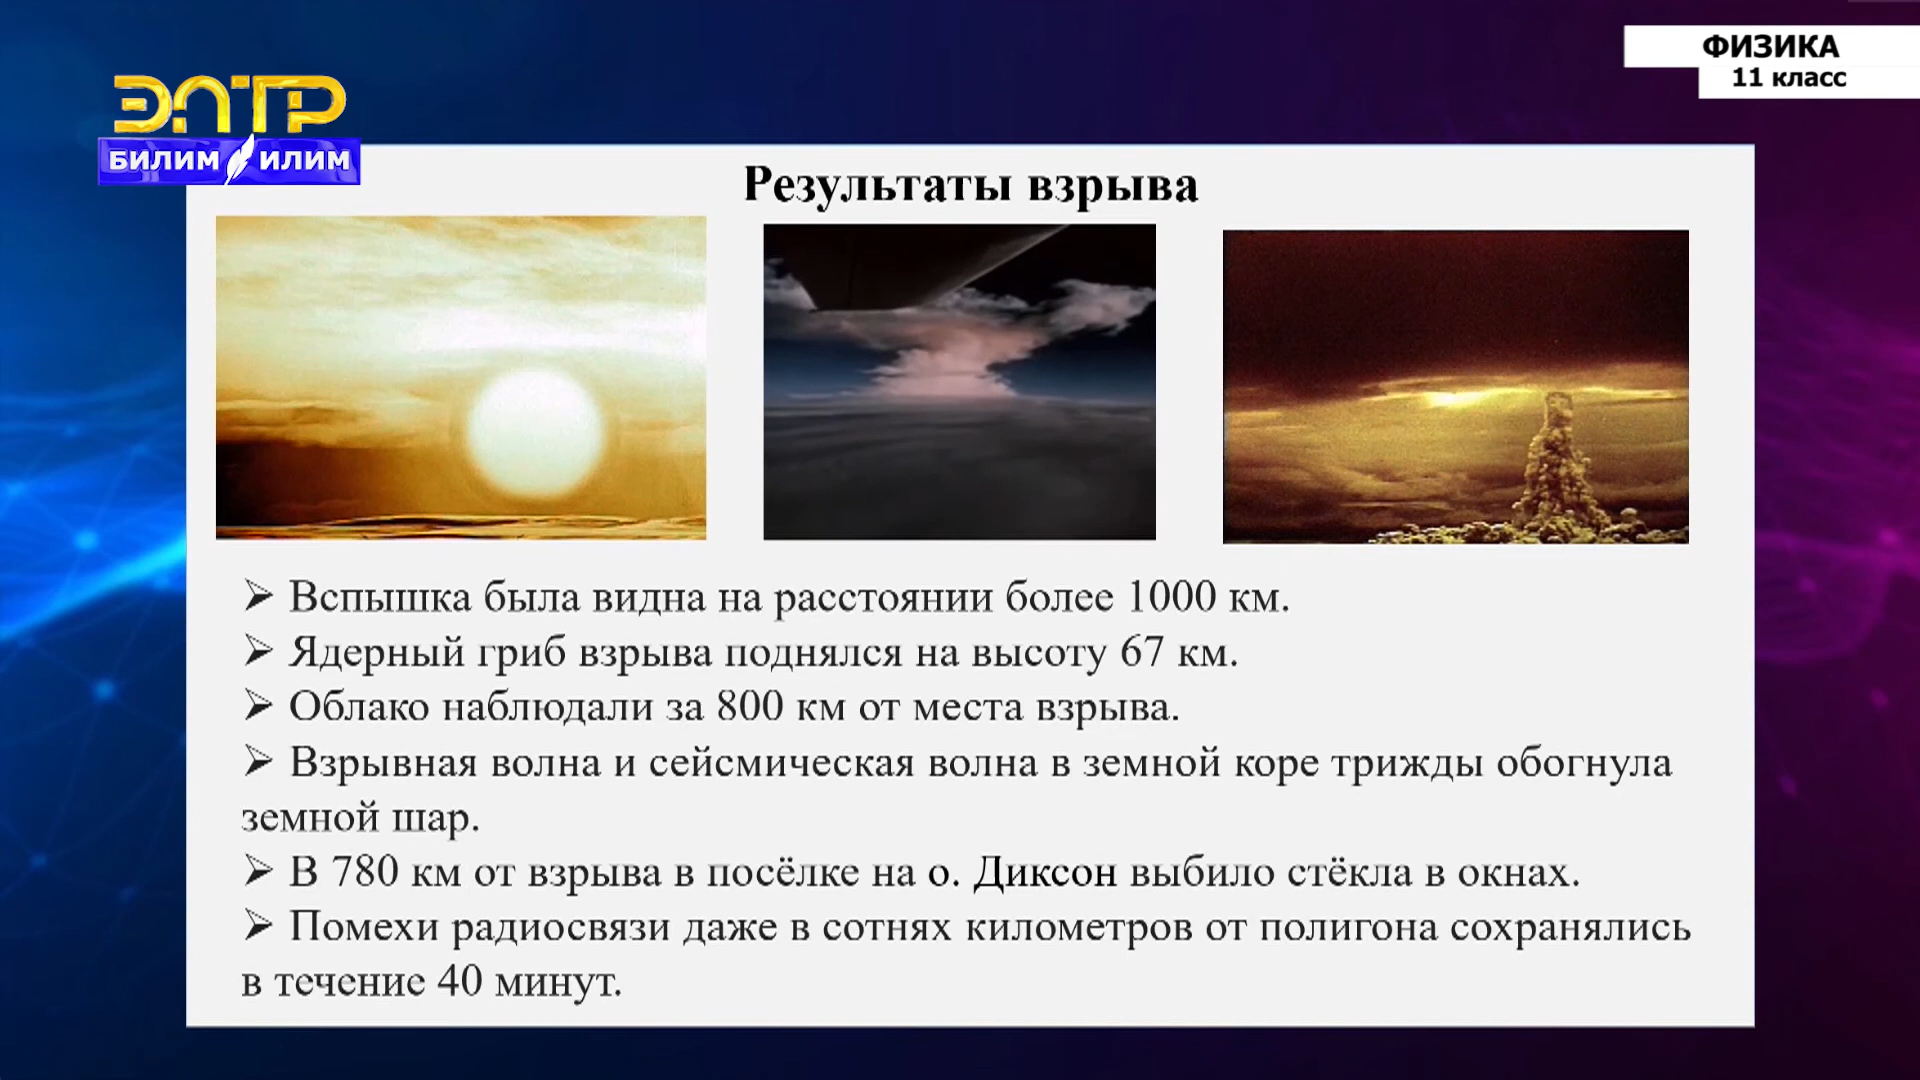 ФИЗИКА
11 класс
ЭЛТР
БИЛИМ ИЛИМ
Результаты взрыва
➢ Вспышка была видна на расстоянии более 1000 км.
➢ Ядерный гриб взрыва поднялся на высоту 67 км.
➢ Облако наблюдали за 800 км от места взрыва.
➢ Взрывная волна и сейсмическая волна в земной коре трижды обогнула
земной шар.
➢ В 780 км от взрыва в посёлке на о. Диксон выбило стёкла в окнах.
➢ Помехи радиосвязи даже в сотнях километров от полигона сохранялись
в течение 40 минут.